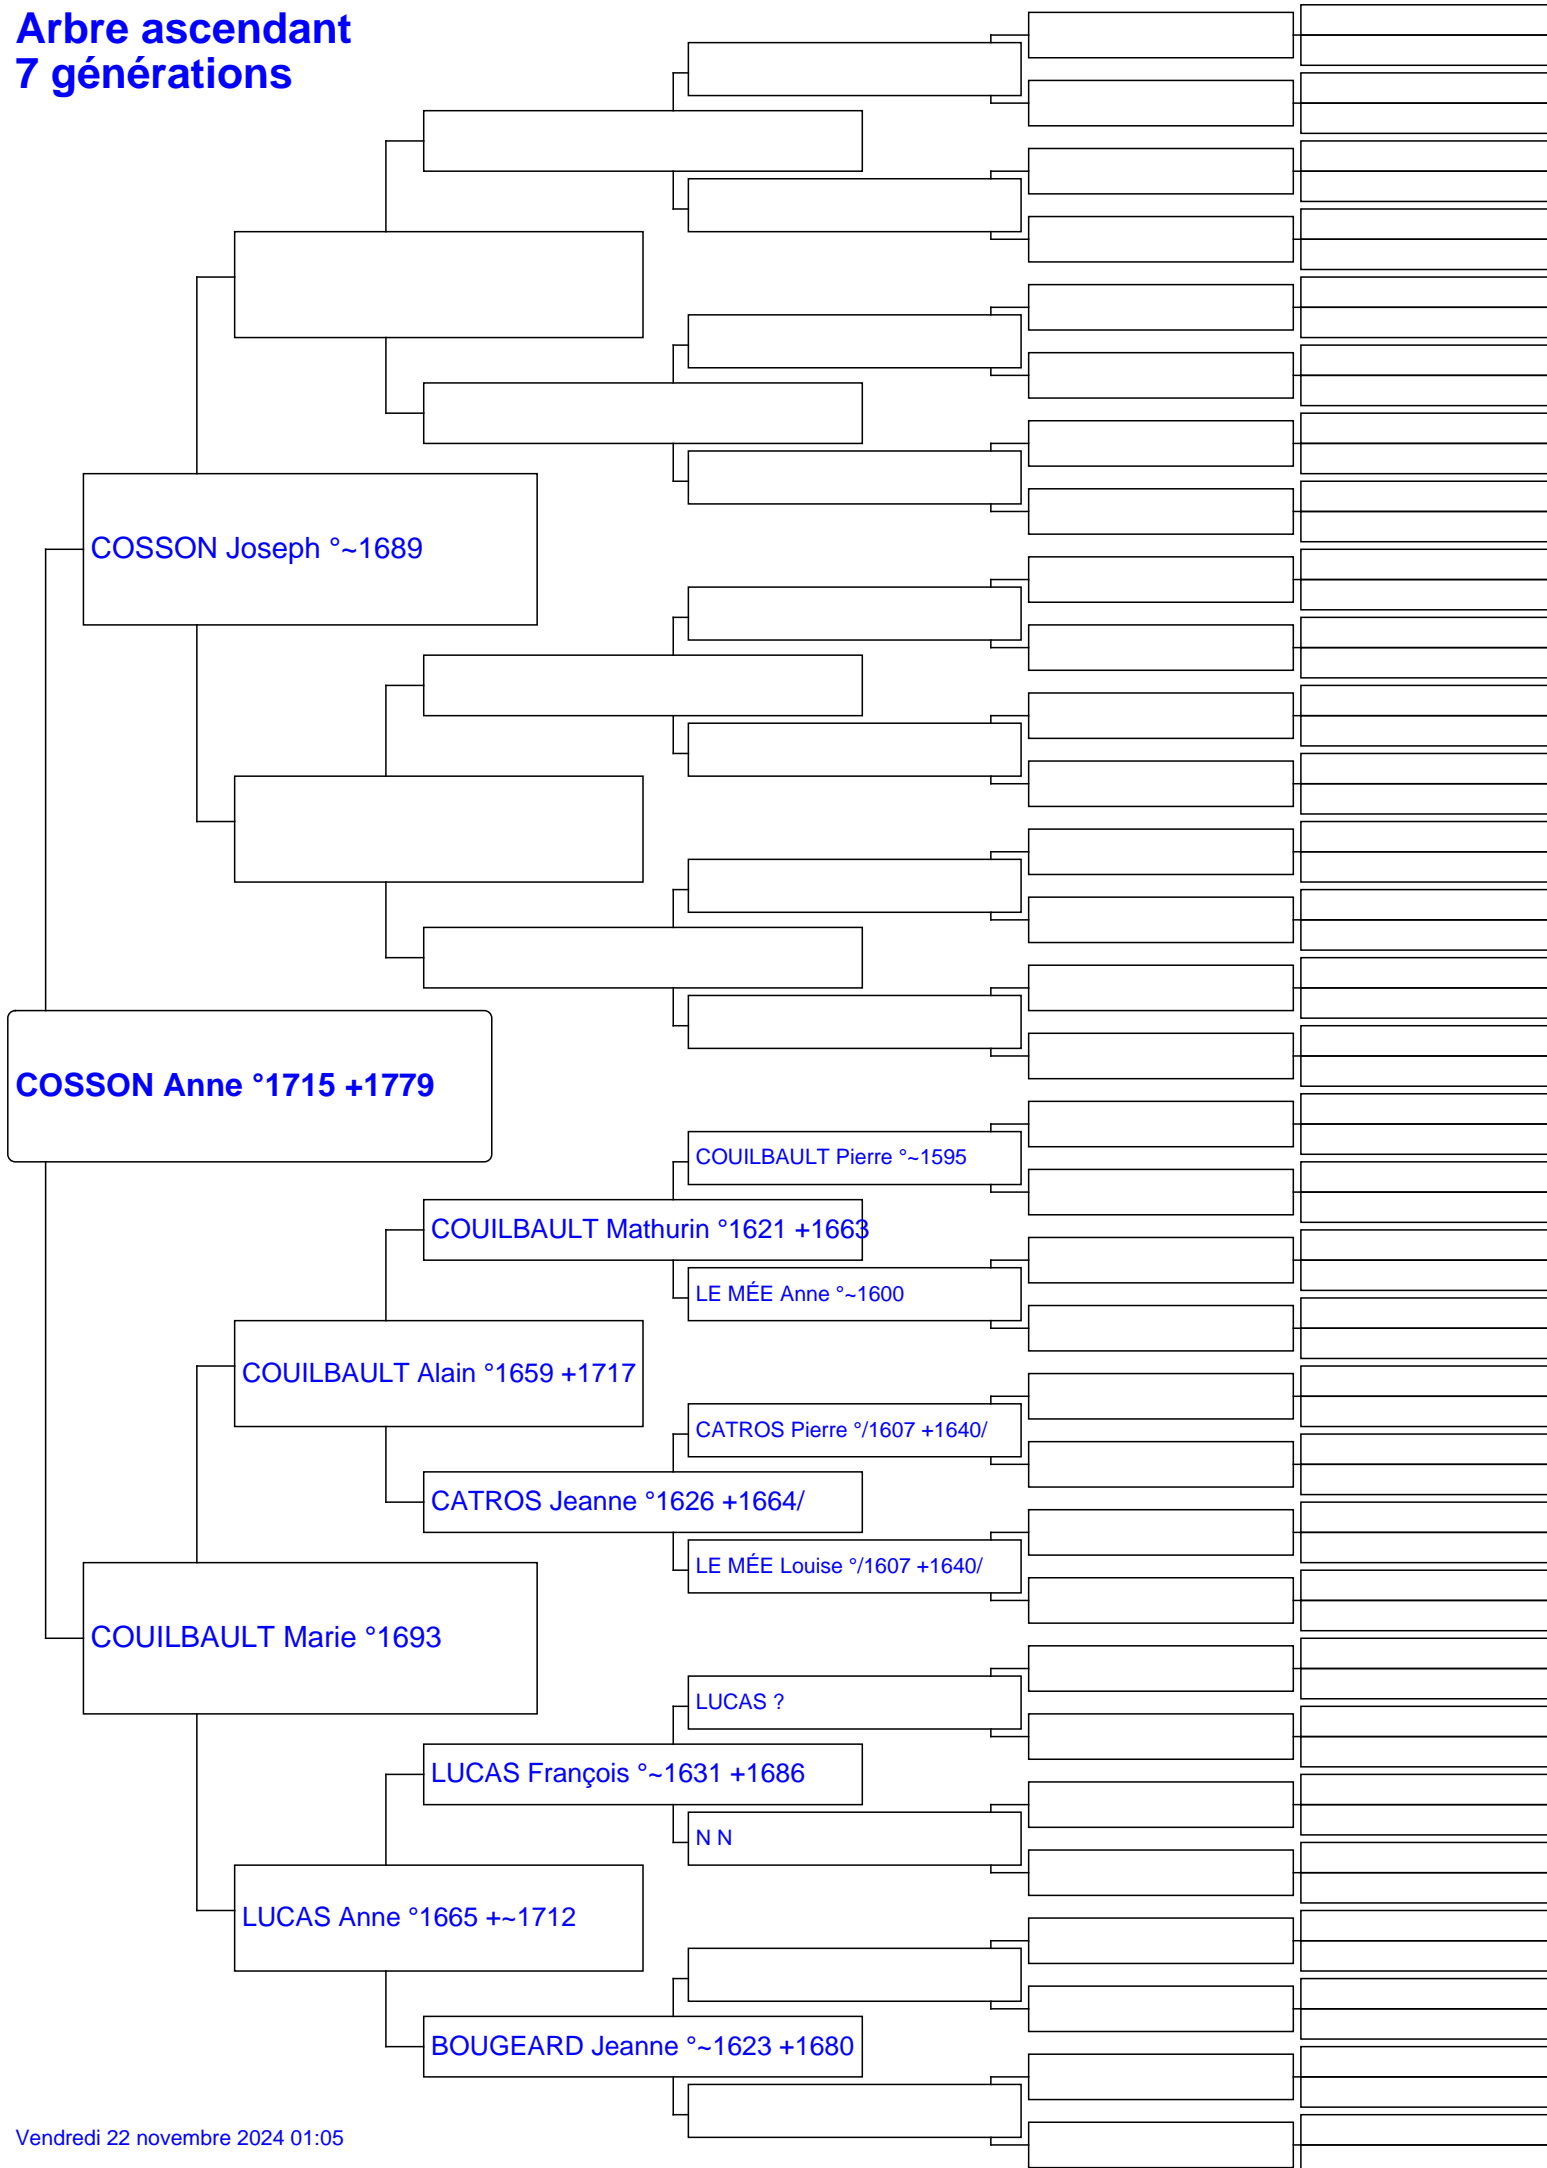 Arbre ascendant
7 générations
COSSON Joseph °~1689
COSSON Anne °1715 +1779
COUILBAULT Pierre °~1595
COUILBAULT Mathurin °1621 +1663
LE MÉE Anne °~1600
COUILBAULT Alain °1659 +1717
CATROS Pierre °/1607 +1640/
CATROS Jeanne °1626 +1664/
LE MÉE Louise °/1607 +1640/
COUILBAULT Marie °1693
LUCAS ?
LUCAS François °~1631 +1686
N N
LUCAS Anne °1665 +~1712
BOUGEARD Jeanne °~1623 +1680
Vendredi 22 novembre 2024 01:05